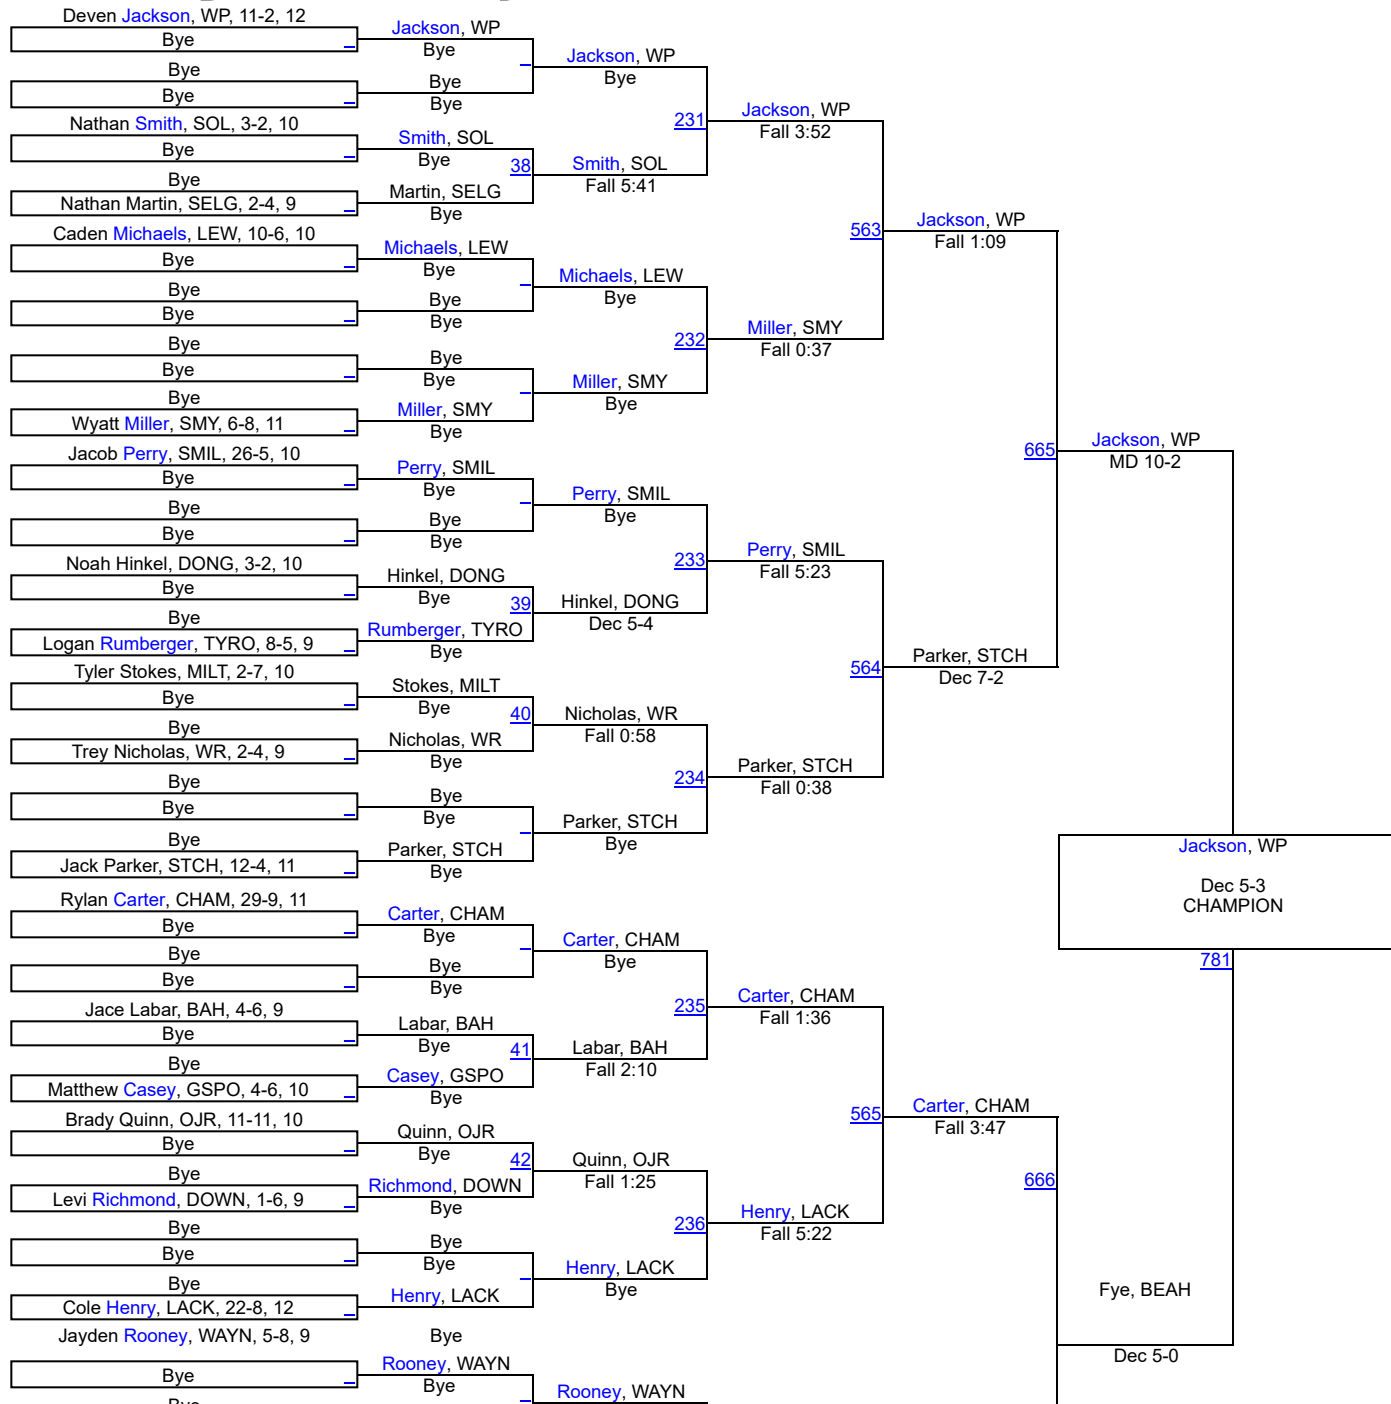 Deven Jackson, WP, 11-2, 12
Bye
Bye
Bye
Nathan Smith, SOL, 3-2, 10
Bye
Bye
Nathan Martin, SELG, 2-4, 9
Caden Michaels, LEW, 10-6, 10
Bye
Bye
Bye
Bye
Bye
Bye
Wyatt Miller, SMY, 6-8, 11
Jacob Perry, SMIL, 26-5, 10
Bye
Bye
Bye
Noah Hinkel, DONG, 3-2, 10
Bye
Bye
Logan Rumberger, TYRO, 8-5, 9
Tyler Stokes, MILT, 2-7, 10
Bye
Bye
Trey Nicholas, WR, 2-4, 9
Bye
Bye
Bye
Jack Parker, STCH, 12-4, 11
Rylan Carter, CHAM, 29-9, 11
Bye
Bye
Bye
Jace Labar, BAH, 4-6, 9
Bye
Bye
Matthew Casey, GSPO, 4-6, 10
Brady Quinn, OJR, 11-11, 10
Bye
Bye
Levi Richmond, DOWN, 1-6, 9
Bye
Bye
Bye
Cole Henry, LACK, 22-8, 12
Jayden Rooney, WAYN, 5-8, 9
Bye
Bye
Jackson, WP
Bye
Bye
Bye
Smith, SOL
Bye
38
Martin, SELG
Bye
Michaels, LEW
Bye
Bye
Bye
Bye
Bye
Miller, SMY
Bye
Perry, SMIL
Bye
Bye
Bye
Hinkel, DONG
Bye
39
Rumberger, TYRO
Bye
Stokes, MILT
Bye
40
Nicholas, WR
Bye
Bye
Bye
Parker, STCH
Bye
Carter, CHAM
Bye
Bye
Bye
Labar, BAH
Bye
41
Casey, GSPO
Bye
Quinn, OJR
Bye
42
Richmond, DOWN
Bye
Bye
Bye
Henry, LACK
Bye
Rooney, WAYN
Bye
Jackson, WP
Bye
231
Smith, SOL
Fall 5:41
Michaels, LEW
Bye
232
Miller, SMY
Bye
Perry, SMIL
Bye
233
Hinkel, DONG
Dec 5-4
Nicholas, WR
Fall 0:58
234
Parker, STCH
Bye
Carter, CHAM
Bye
235
Labar, BAH
Fall 2:10
Quinn, OJR
Fall 1:25
236
Henry, LACK
Bye
Rooney, WAYN
Jackson, WP
Fall 3:52
563
Miller, SMY
Fall 0:37
Perry, SMIL
Fall 5:23
564
Parker, STCH
Fall 0:38
Carter, CHAM
Fall 1:36
565
Henry, LACK
Fall 5:22
Jackson, WP
Fall 1:09
665
Parker, STCH
Dec 7-2
Carter, CHAM
Fall 3:47
666
Jackson, WP
MD 10-2
Jackson, WP
Dec 5-3
CHAMPION
781
Fye, BEAH
Dec 5-0